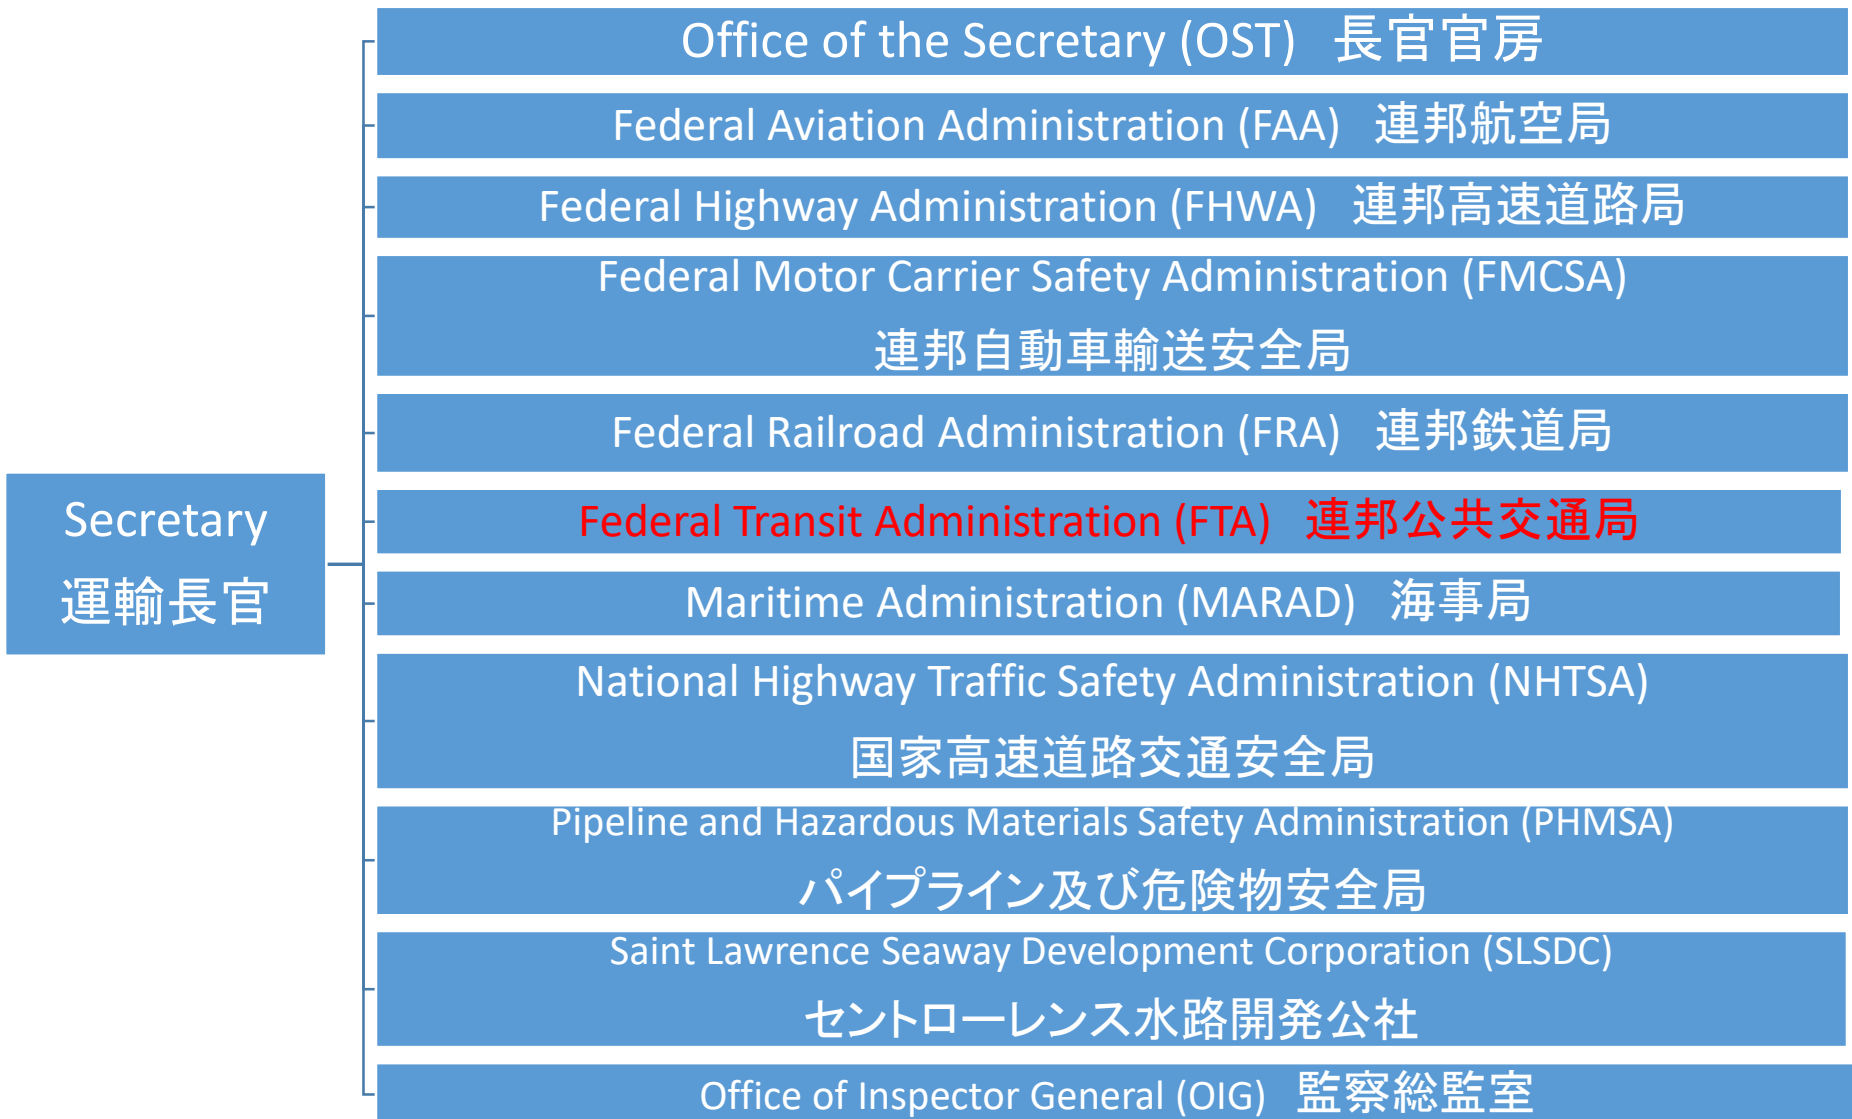 Office of the Secretary (OST) 長官官房
Federal Aviation Administration (FAA) 連邦航空局
Federal Highway Administration (FHWA) 連邦高速道路局
Federal Motor Carrier Safety Administration (FMCSA)
連邦自動車輸送安全局
Federal Railroad Administration (FRA) 連邦鉄道局
Secretary
運輸長官
Federal Transit Administration (FTA) 連邦公共交通局
Maritime Administration (MARAD) 海事局
National Highway Traffic Safety Administration (NHTSA)
国家高速道路交通安全局
Pipeline and Hazardous Materials Safety Administration (PHMSA)
パイプライン及び危険物安全局
Saint Lawrence Seaway Development Corporation (SLSDC)
セントローレンス水路開発公社
Office of Inspector General (OIG) 監察総監室